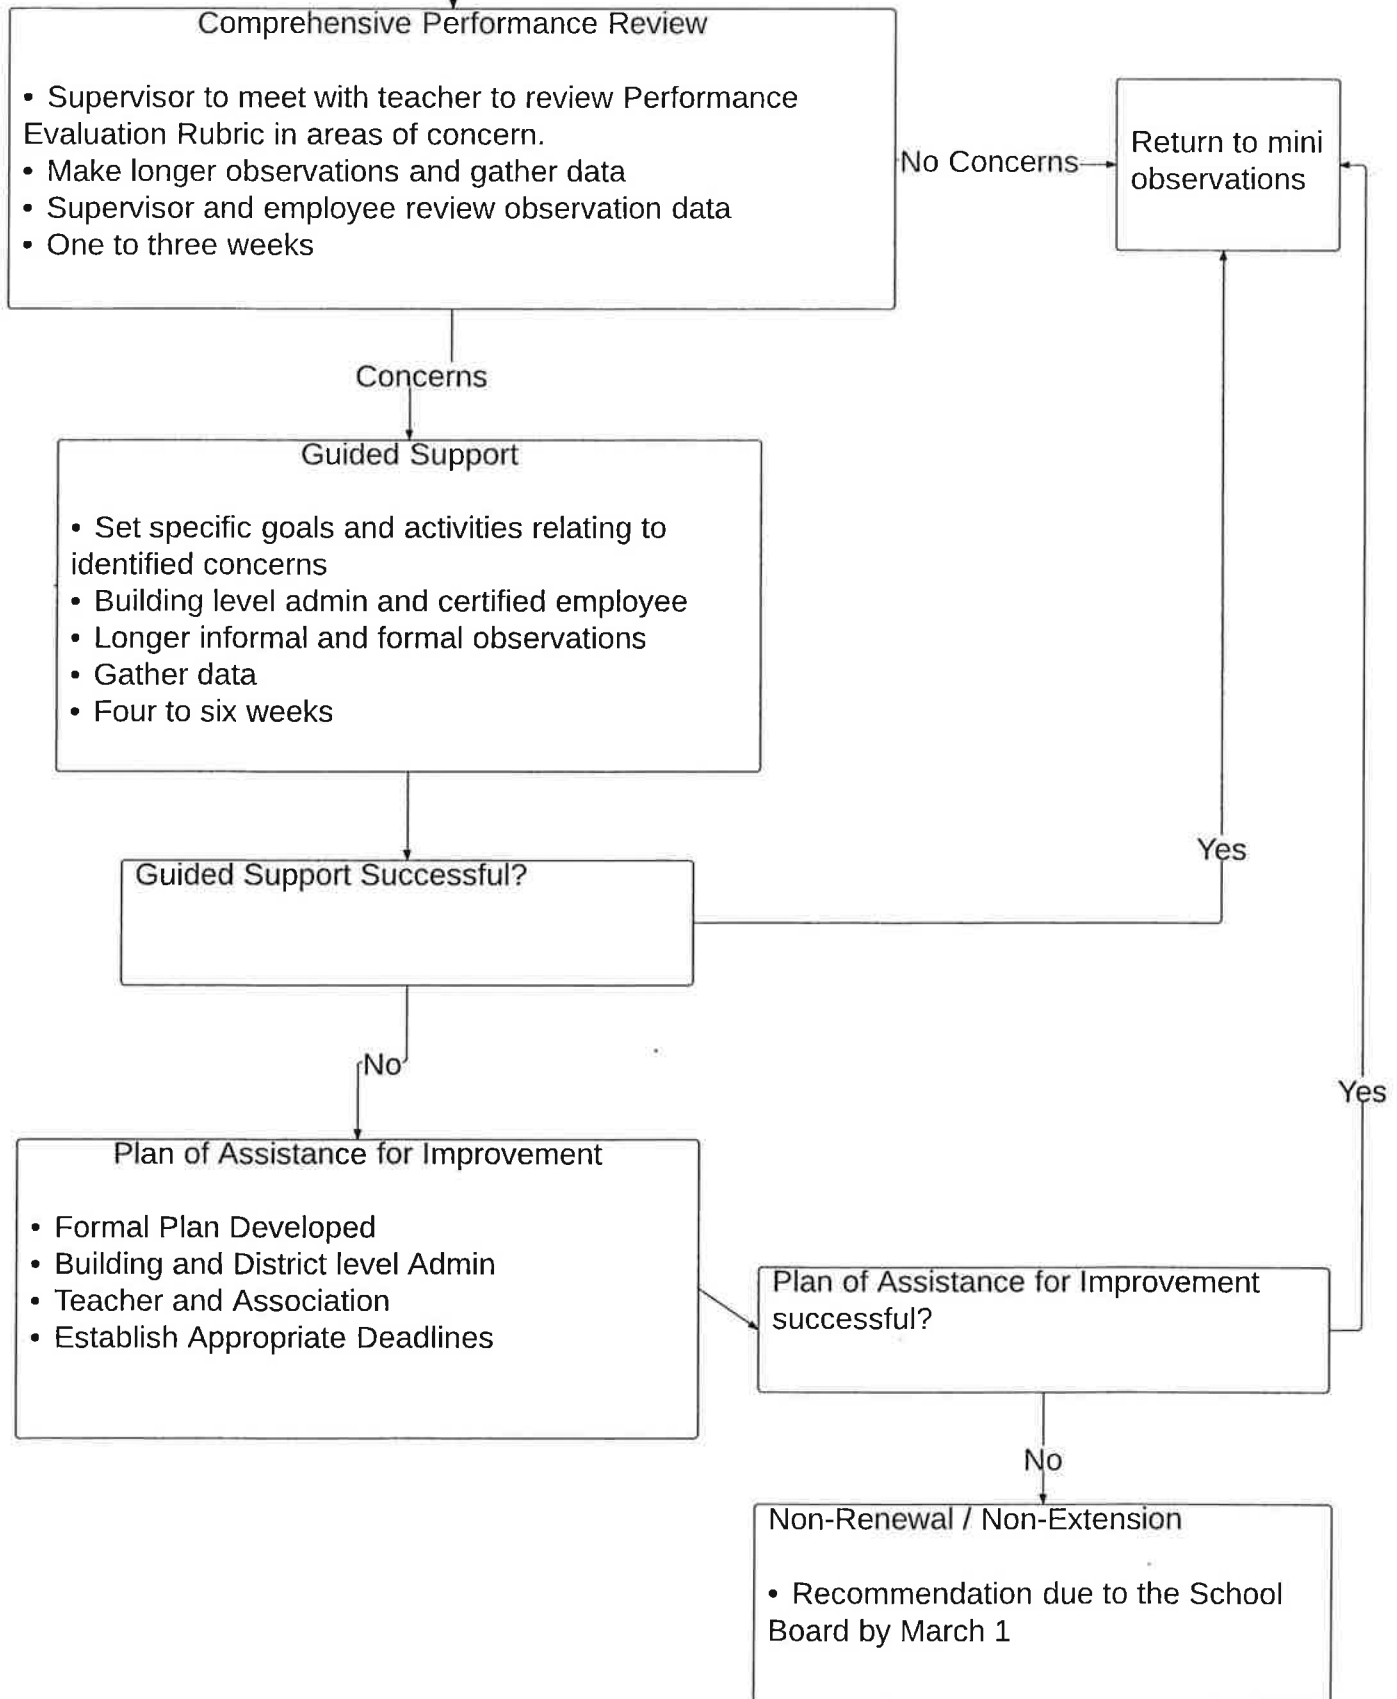 Comprehensive Performance Review
• Supervisor to meet with teacher to review Performance
Evaluation Rubric in areas of concern.
• Make longer observations and gather data
• Supervisor and employee review observation data
• One to three weeks
No Concerns
Return to mini
observations
Concerns
Guided Support
• Set specific goals and activities relating to
identified concerns
• Building level admin and certified employee
• Longer informal and formal observations
• Gather data
• Four to six weeks
Yes
Guided Support Successful?
No
Yes
Plan of Assistance for Improvement
• Formal Plan Developed
• Building and District level Admin
• Teacher and Association
• Establish Appropriate Deadlines
Plan of Assistance for Improvement
successful?
No
Non-Renewal / Non-Extension
• Recommendation due to the School
Board by March 1